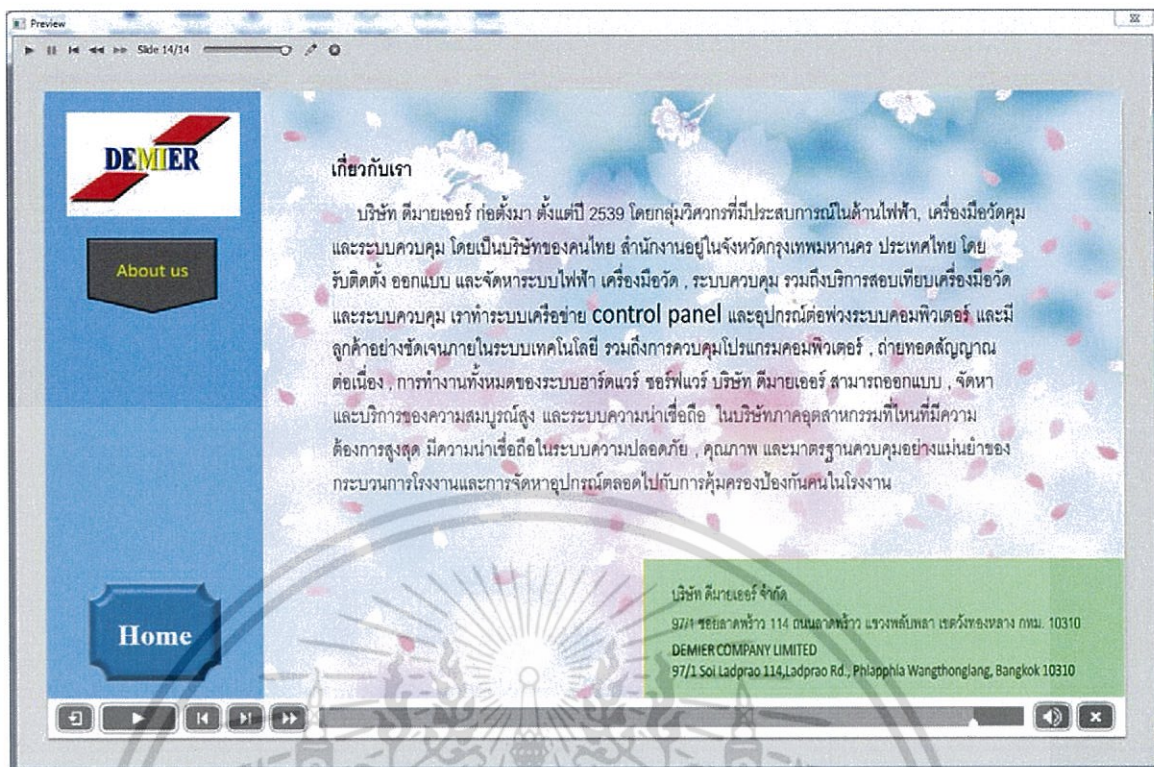 Preview
Slide 14/14
DEMIER
About us
เกี่ยวกับเรา
บริษัท ดีมายเออร์ ก่อตั้งมา ตั้งแต่ปี 2539 โดยกลุ่มวิศวกรที่มีประสบการณ์ในด้านไฟฟ้า, เครื่องมือวัดคุม
และระบบควบคุม โดยเป็นบริษัทของคนไทย สำนักงานอยู่ในจังหวัดกรุงเทพมหานคร ประเทศไทย โดย
รับติดตั้ง ออกแบบ และจัดหาระบบไฟฟ้า เครื่องมือวัด , ระบบควบคุม รวมถึงบริการสอบเทียบเครื่องมือวัด
และระบบควบคุม เราทำระบบเครือข่าย control panel และอุปกรณ์ต่อพ่วงระบบคอมพิวเตอร์ และมี
ลูกค้าอย่างชัดเจนภายในระบบเทคโนโลยี รวมถึงการควบคุมโปรแกรมคอมพิวเตอร์ , ถ่ายทอดสัญญาณ
ต่อเนื่อง , การทำงานทั้งหมดของระบบฮาร์ดแวร์ ซอร์ฟแวร์ บริษัท ดีมายเออร์ สามารถออกแบบ , จัดหา
และบริการของความสมบูรณ์สูง และระบบความน่าเชื่อถือ ในบริษัทภาคอุตสาหกรรมที่ไหนที่มีความ
ต้องการสูงสุด มีความน่าเชื่อถือในระบบความปลอดภัย , คุณภาพ และมาตรฐานควบคุมอย่างแม่นยำของ
กระบวนการโรงงานและการจัดหาอุปกรณ์ตลอดไปกับการคุ้มครองป้องกันคนในโรงงาน
Home
บริษัท ดีมายเออร์ จำกัด
97/1 ซอยลาดพร้าว 114 ถนนลาดพร้าว แขวงพลับพลา เขตวังทองหลาง กทม. 10310
DEMIER COMPANY LIMITED
97/1 Soi Ladprao 114,Ladprao Rd., Phlapphla Wangthonglang, Bangkok 10310